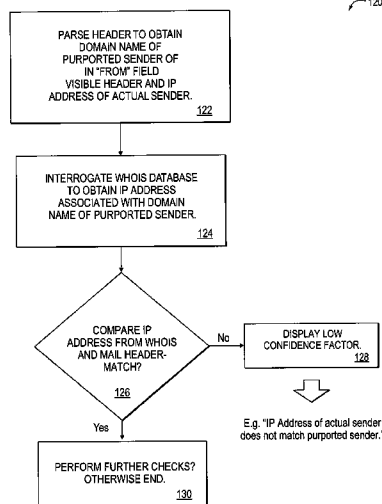 120
PARSE HEADER TO OBTAIN
DOMAIN NAME OF
PURPORTED SENDER OF
IN "FROM" FIELD
VISIBLE HEADER AND IP
ADDRESS OF ACTUAL SENDER.
122
INTERROGATE WHOIS DATABASE
TO OBTAIN IP ADDRESS
ASSOCIATED WITH DOMAIN
NAME OF PURPORTED SENDER.
124
COMPARE IP
ADDRESS FROM WHOIS
AND MAIL HEADER-
MATCH?
126
No
DISPLAY LOW
CONFIDENCE FACTOR.
128
E.g. "IP Address of actual sender
does not match purported sender."
Yes
PERFORM FURTHER CHECKS?
OTHERWISE END.
130